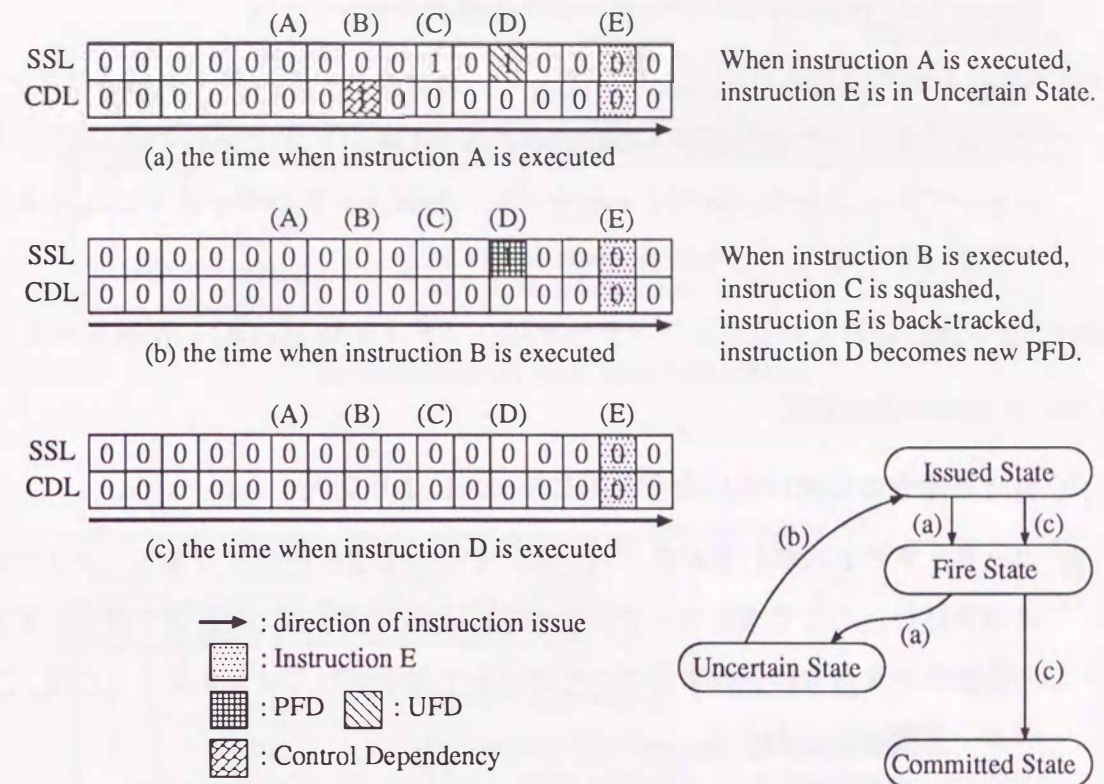 (A) (B) (C) (D) (E)
SSL 0 0 0 0 0 0 0 0 0 1 0 1 0 0 0 0
CDL 0 0 0 0 0 0 0 1 0 0 0 0 0 0 0 0
(a) the time when instruction A is executed
When instruction A is executed,
instruction E is in Uncertain State.
(A) (B) (C) (D) (E)
SSL 0 0 0 0 0 0 0 0 0 0 0 1 0 0 0 0
CDL 0 0 0 0 0 0 0 0 0 0 0 0 0 0 0 0
(b) the time when instruction B is executed
When instruction B is executed,
instruction C is squashed,
instruction E is back-tracked,
instruction D becomes new PFD.
(A) (B) (C) (D) (E)
SSL 0 0 0 0 0 0 0 0 0 0 0 0 0 0 0 0
CDL 0 0 0 0 0 0 0 0 0 0 0 0 0 0 0 0
(c) the time when instruction D is executed
: direction of instruction issue
: Instruction E
: PFD : UFD
: Control Dependency
Issued State
(a) (c)
(b)
Fire State
(a)
Uncertain State
(c)
Committed State